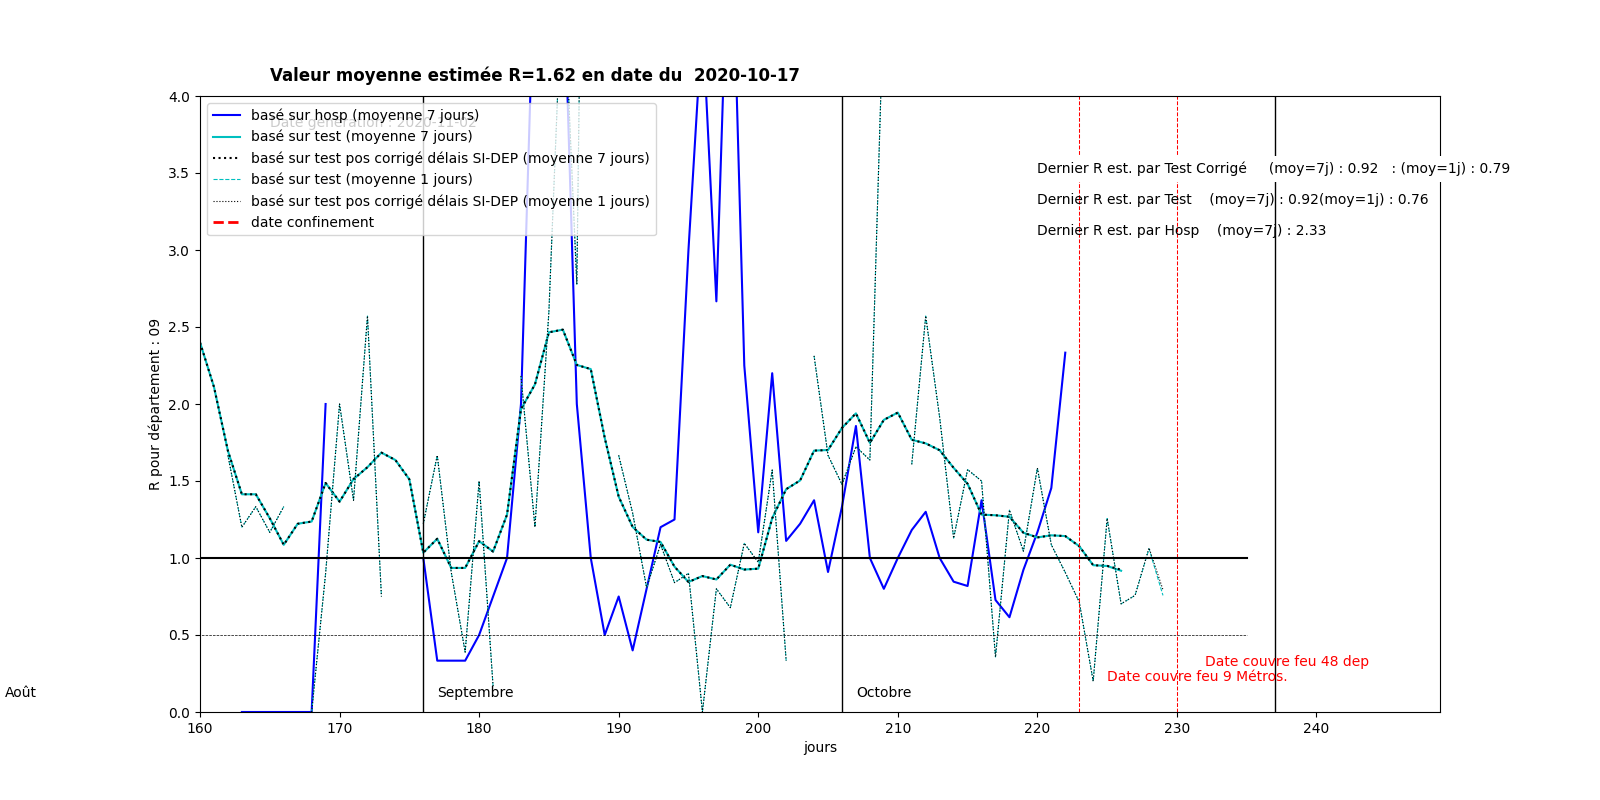 Valeur moyenne estimée R=1.62 en date du  2020-10-17
Date génération : 2020-11-02
basé sur hosp (moyenne 7 jours)
basé sur test (moyenne 7 jours)
basé sur test pos corrigé délais SI-DEP (moyenne 7 jours)
basé sur test (moyenne 1 jours)
basé sur test pos corrigé délais SI-DEP (moyenne 1 jours)
date confinement
Dernier R est. par Test Corrigé     (moy=7j) : 0.92   : (moy=1j) : 0.79
Dernier R est. par Test    (moy=7j) : 0.92(moy=1j) : 0.76
Dernier R est. par Hosp    (moy=7j) : 2.33
R pour département : 09
4.0
3.5
3.0
2.5
2.0
1.5
1.0
0.5
0.0
Date couvre feu 48 dep
Date couvre feu 9 Métros.
Août
Septembre
Octobre
160
170
180
190
200
210
220
230
240
jours